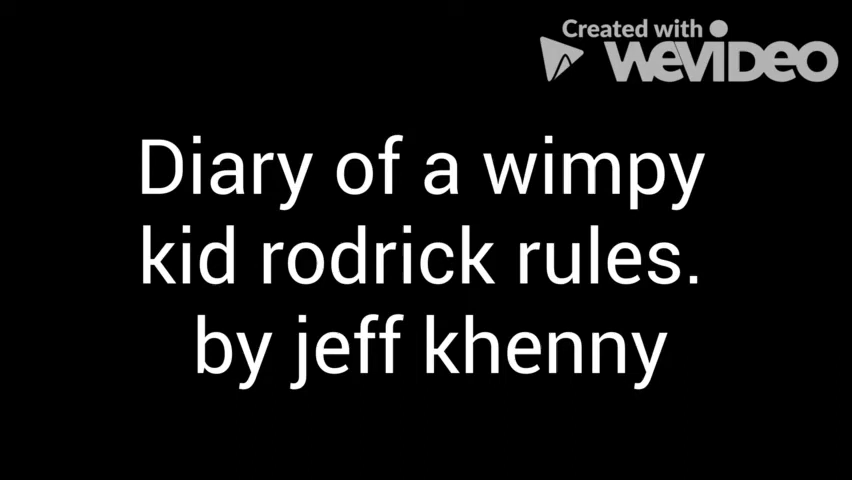 Created with
WEVIDEO
Diary of a wimpy
kid rodrick rules.
by jeff khenny